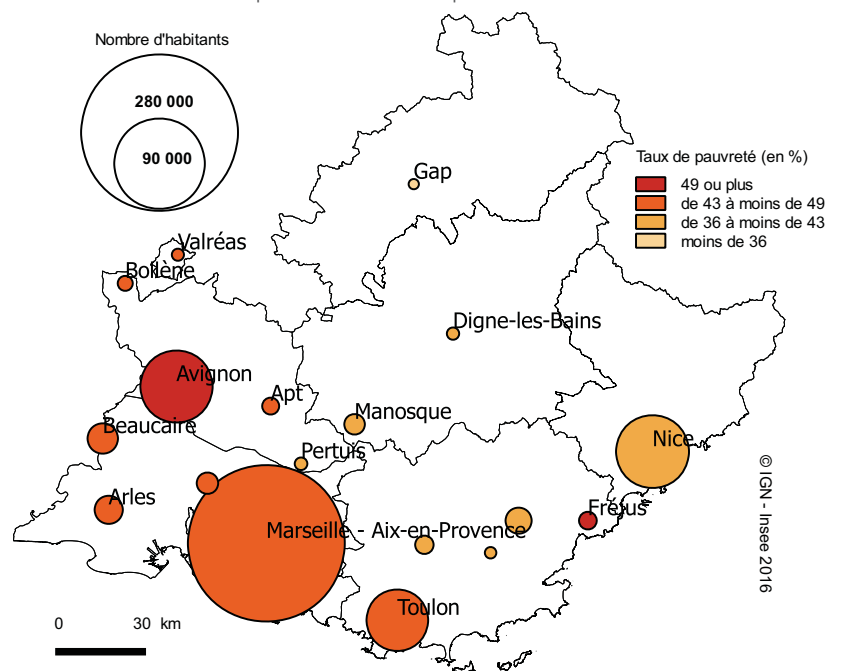 Nombre d'habitants
280 000
90 000
Gap
Taux de pauvreté (en %)
49 ou plus
de 43 à moins de 49
de 36 à moins de 43
moins de 36
Valréas
Bollène
Digne-les-Bains
Avignon
Apt
Manosque
Beaucaire
Nice
Pertuis
Arles
Fréjus
Marseille - Aix-en-Provence
Toulon
0 30 km
© IGN - Insee 2016